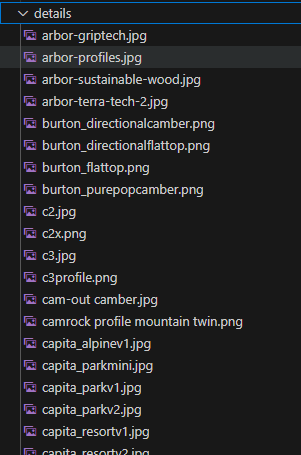 details
arbor-griptech.jpg
arbor-profiles.jpg
arbor-sustainable-wood.jpg
arbor-terra-tech-2.jpg
burton_directionalcamber.png
burton_directionalflattop.png
burton_flattop.png
burton_purepopcamber.png
c2.jpg
c2x.png
c3.jpg
c3profile.png
cam-out camber.jpg
camrock profile mountain twin.png
capita_alpinev1.jpg
capita_parkmini.jpg
capita_parkv1.jpg
capita_parkv2.jpg
capita_resortv1.jpg
capita_resortv2.jpg